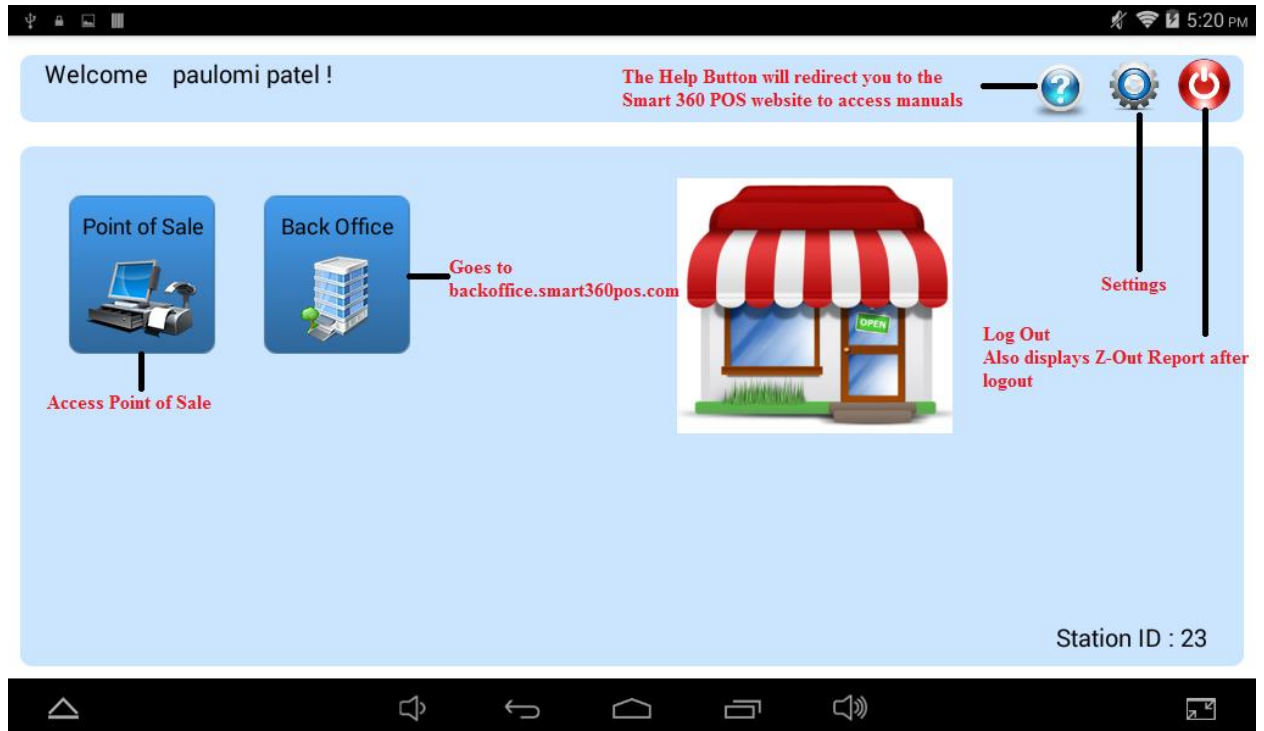 5:20 PM
Welcome paulomi patel !
The Help Button will redirect you to the
Smart 360 POS website to access manuals
Point of Sale
Back Office
Goes to
backoffice.smart360pos.com
OPEN
Settings
Log Out
Also displays Z-Out Report after
logout
Access Point of Sale
Station ID : 23